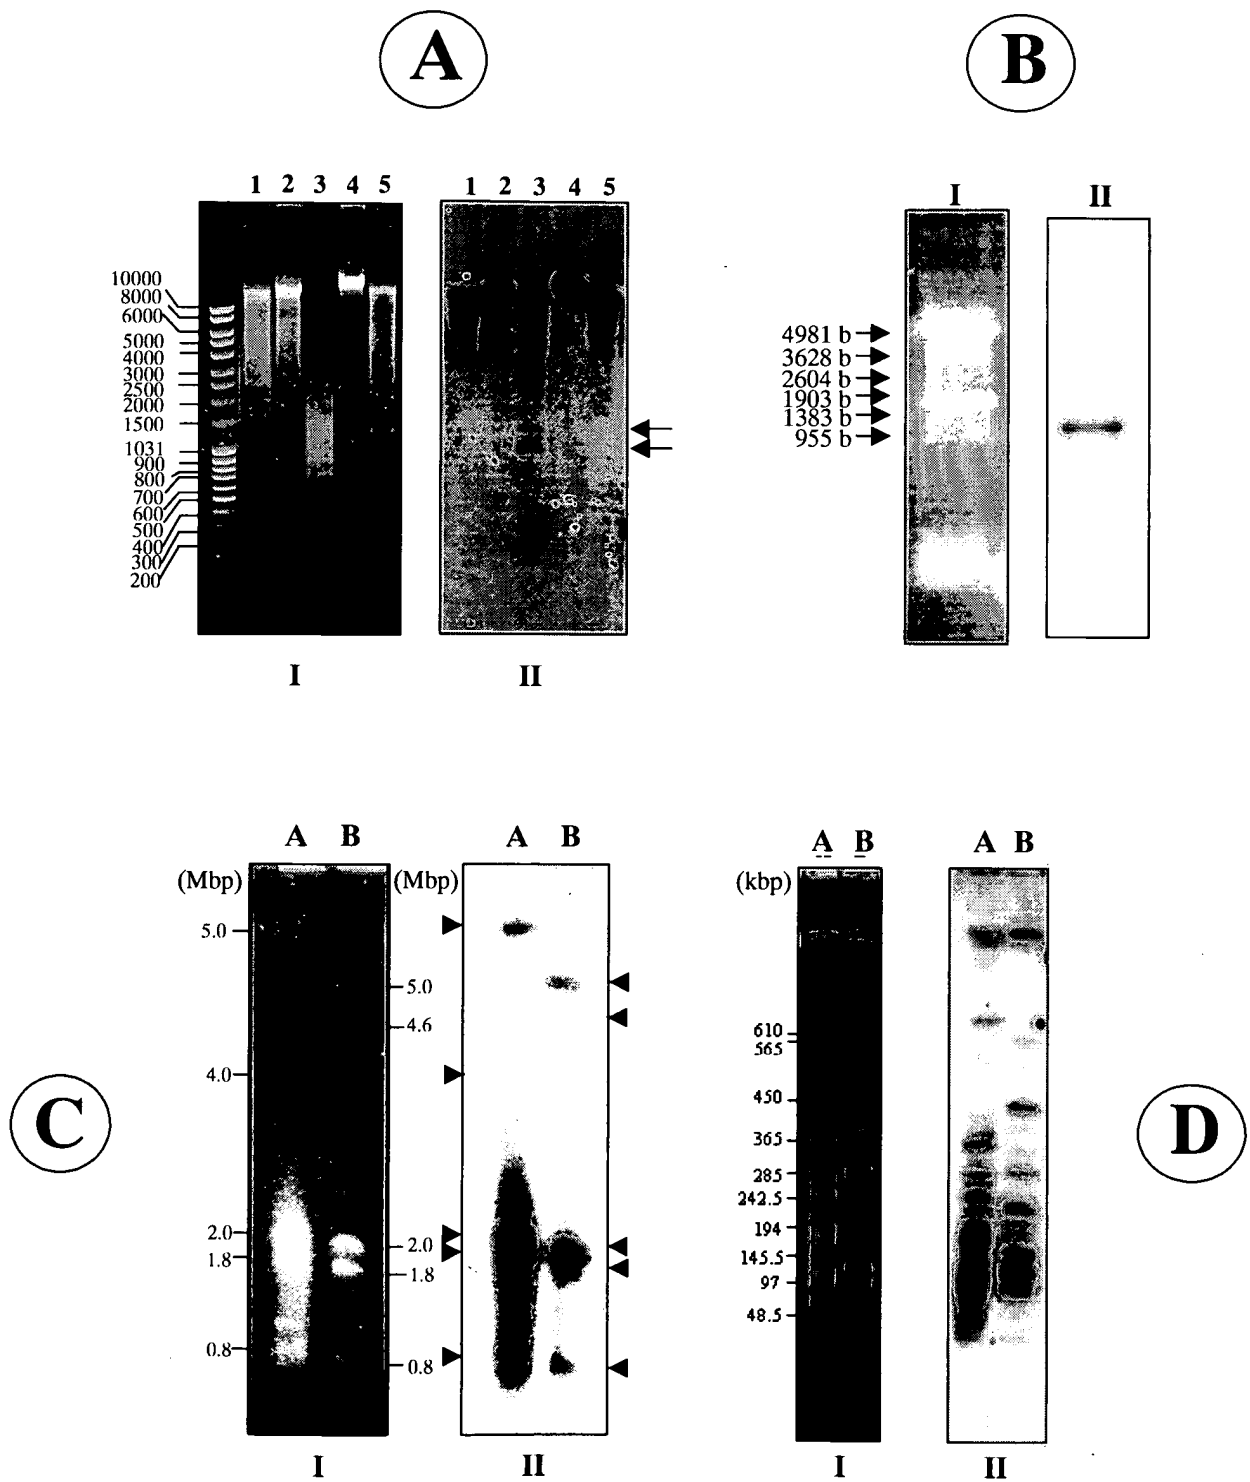 A
B
1 2 3 4 5
1 2 3 4 5
I
II
10000
8000
6000
5000
4000
3000
2500
2000
1500
1031
900
800
700
600
500
400
300
200
4981 b
3628 b
2604 b
1903 b
1383 b
955 b
I
II
A B
(Mbp)
5.0
4.0
2.0
1.8
0.8
(Mbp)
5.0
4.6
2.0
1.8
0.8
A B
I
II
C
A B
(kbp)
610
565
450
365
285
242.5
194
145.5
97
48.5
A B
I
II
D